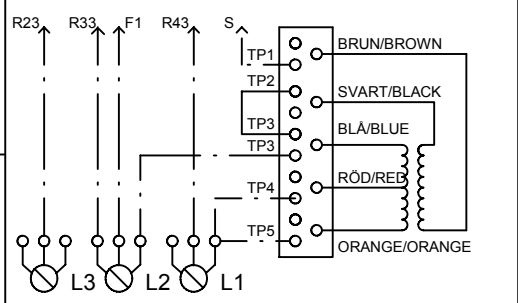 R23 R33 F1 R43 S
BRUN/BROWN
TP1
TP2
SVART/BLACK
TP3
BLÅ/BLUE
TP3
RÖD/RED
TP4
TP5
ORANGE/ORANGE
L3 L2 L1